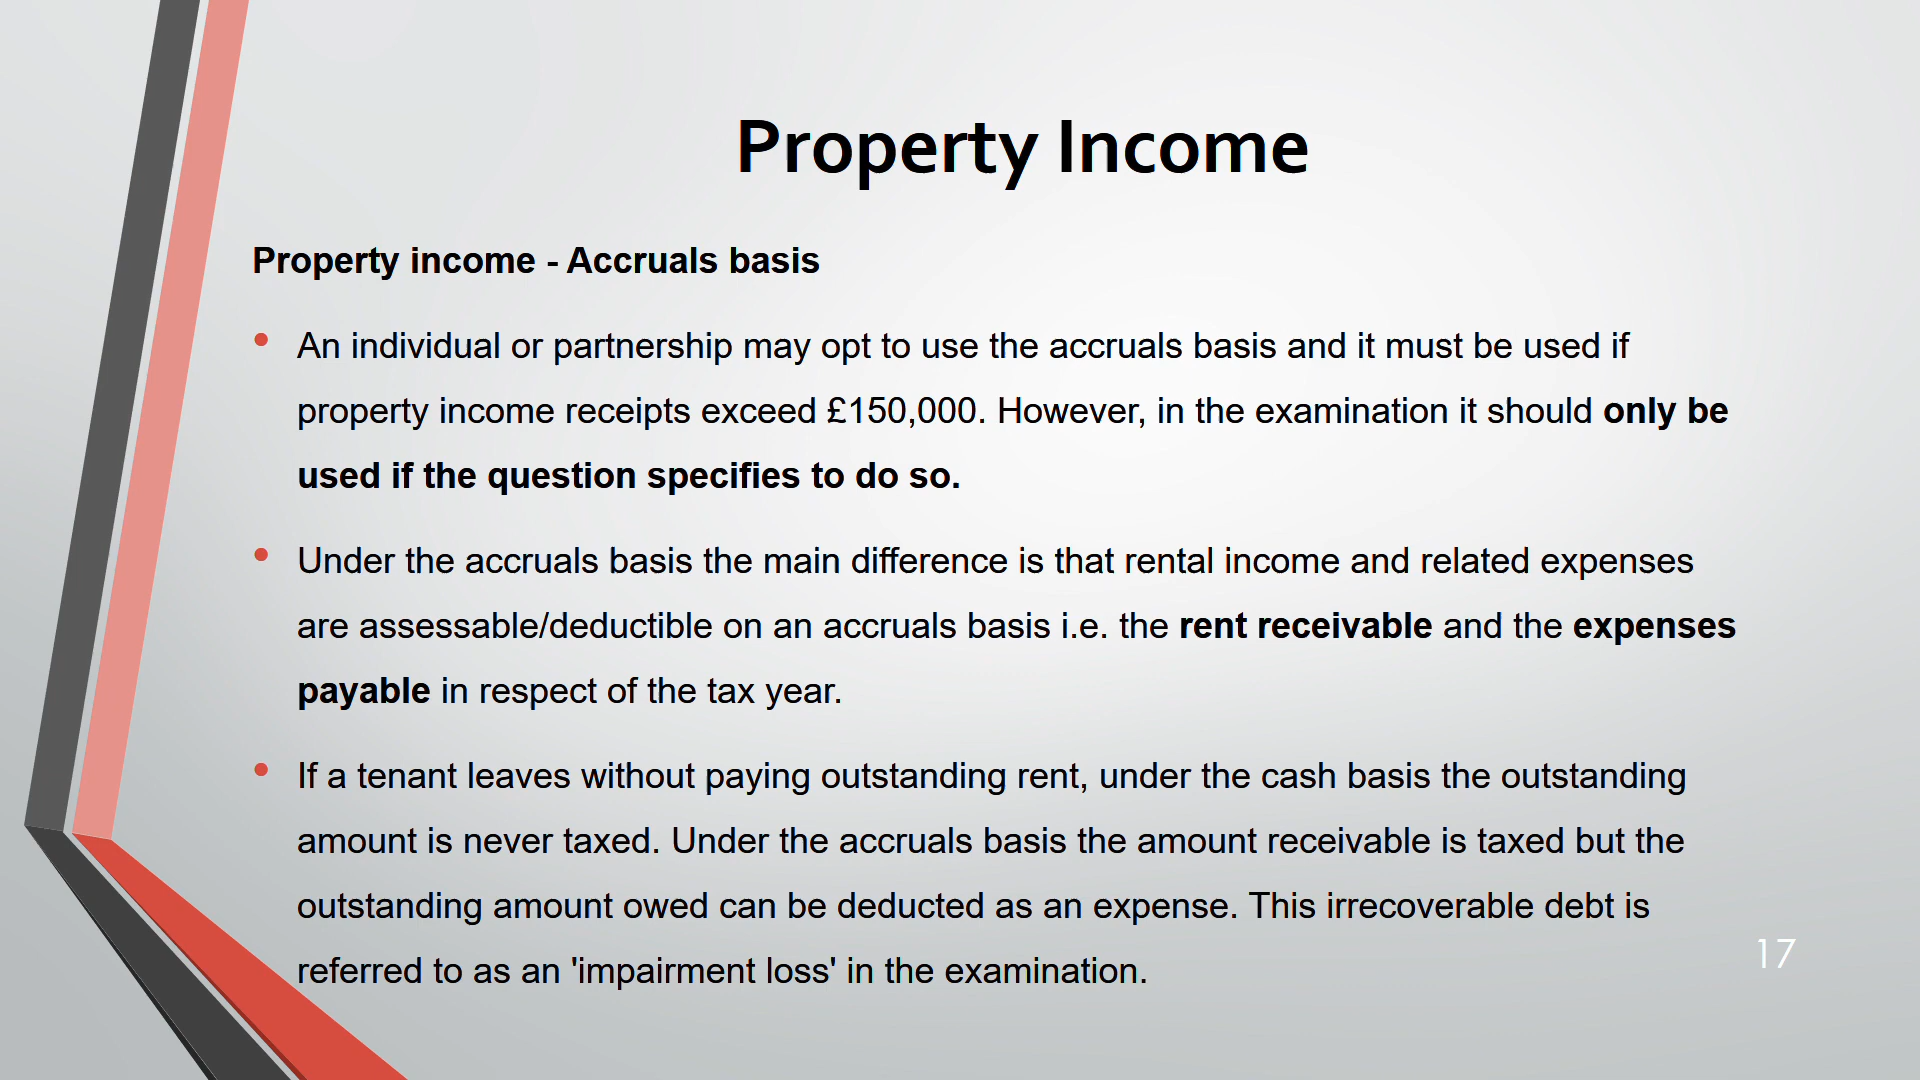 Property Income
Property income - Accruals basis
• An individual or partnership may opt to use the accruals basis and it must be used if
property income receipts exceed £150,000. However, in the examination it should only be
used if the question specifies to do so.
• Under the accruals basis the main difference is that rental income and related expenses
are assessable/deductible on an accruals basis i.e. the rent receivable and the expenses
payable in respect of the tax year.
• If a tenant leaves without paying outstanding rent, under the cash basis the outstanding
amount is never taxed. Under the accruals basis the amount receivable is taxed but the
outstanding amount owed can be deducted as an expense. This irrecoverable debt is
referred to as an 'impairment loss' in the examination.
17